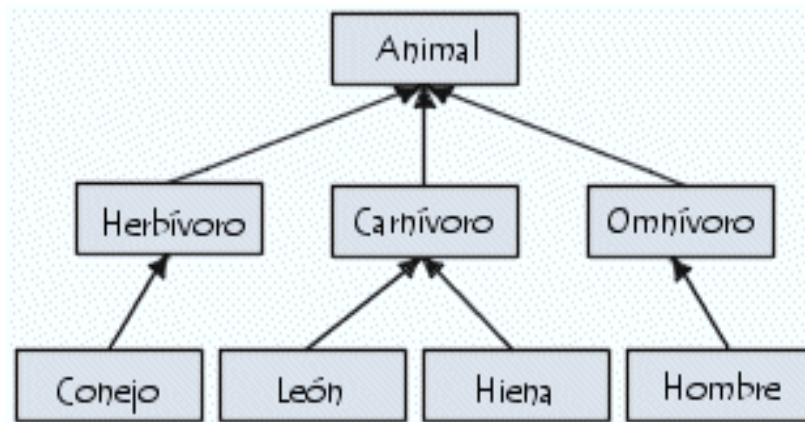 Animal
Herbívoro
Carnívoro
Omnívoro
Conejo
León
Hiena
Hombre